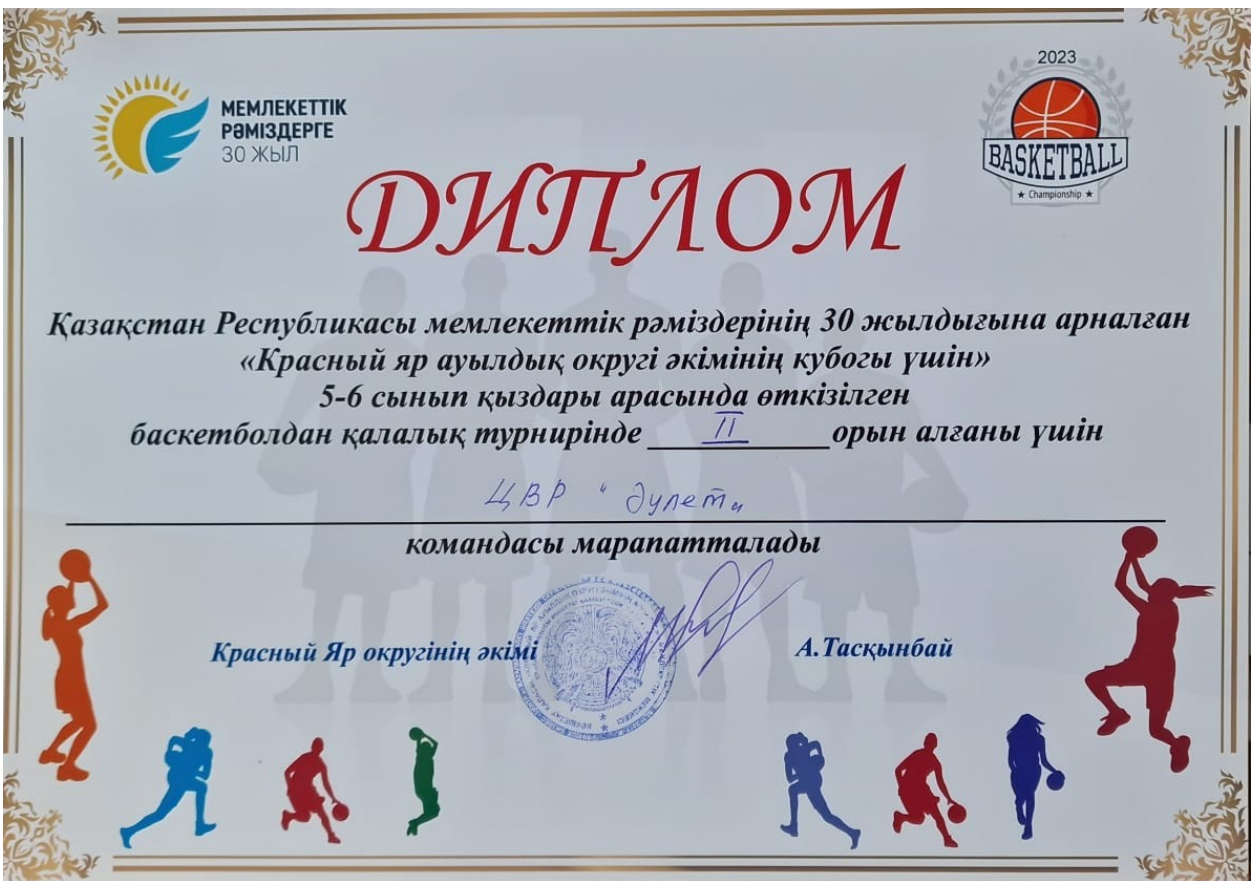 МЕМЛЕКЕТТІК
РӘМІЗДЕРГЕ
30 ЖЫЛ
2023
BASKETBALL
★ Championship ★
ДИПЛОМ
Қазақстан Республикасы мемлекеттік рәміздерінің 30 жылдығына арналған
«Красный яр ауылдық округі әкімінің кубогы үшін»
5-6 сынып қыздары арасында өткізілген
баскетболдан қалалық турнирінде II орын алғаны үшін
ЦВР "Әулет"
командасы марапатталады
Красный Яр округінің әкімі А.Тасқынбай